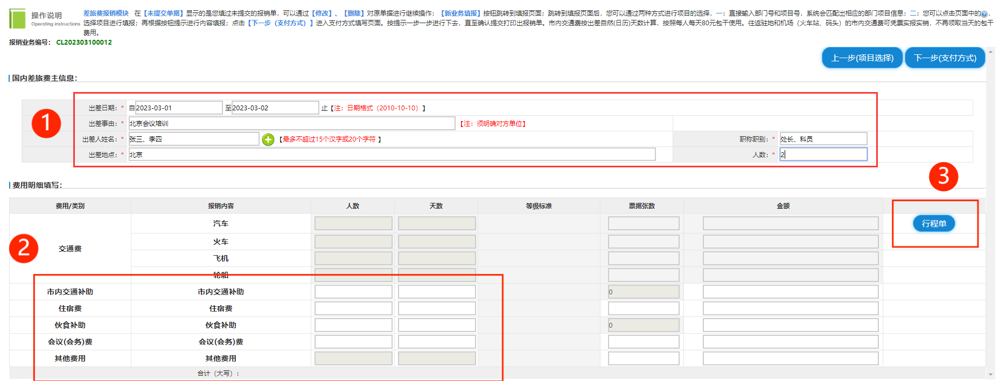 操作说明
Operating instructions
差旅费报销模块 在【未提交单据】显示的是您填过未提交的报销单，可以通过【修改】、【删除】对原单据进行继续操作；【新业务填报】按钮跳转到填报页面；跳转到填报页面后，您可以通过两种方式进行项目的选择，一：直接输入部门号和项目号，系统会匹配出相应的部门项目信息；二：您可以点击页面中的?，
选择项目进行填报；再根据按钮提示进行内容填报；点击【下一步（支付方式）】进入支付方式填写页面。按提示一步一步进行下去，直至确认提交打印出报销单。市内交通费按出差自然(日历)天数计算，按照每人每天80元包干使用。往返驻地和机场（火车站、码头）的市内交通费可凭票实报实销，不再领取当天的包干
费用。
报销业务编号： CL202303100012
上一步(项目选择) 下一步(支付方式)
国内差旅费主信息：
1
出差日期：* 自2023-03-01 至2023-03-02 止【注：日期格式（2010-10-10）】
出差事由：* 北京会议培训 【注：须明确对方单位】
出差人姓名：* 张三、李四 【最多不超过15个汉字或20个字符 】 职称职别：* 处长、科员
出差地点：* 北京 人数：* 2
3
费用明细填写：
费用/类别 报销内容 人数 天数 等级标准 票据张数 金额
汽车 行程单
火车
2 交通费
飞机
轮船
市内交通补助 市内交通补助 0
住宿费 住宿费
伙食补助 伙食补助 0
会议(会务)费 会议(会务)费
其他费用 其他费用
合计（大写）：